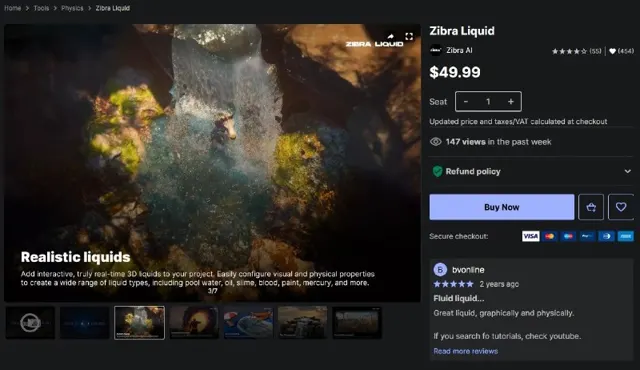 Home > Tools > Physics > Zibra Liquid
ZIBRA LIQUID
Realistic liquids
Add interactive, truly real-time 3D liquids to your project. Easily configure visual and physical properties
to create a wide range of liquid types, including pool water, oil, slime, blood, paint, mercury, and more.
3/7
Zibra Liquid
Zibra AI
(55) | (454)
$49.99
Seat - 1 +
Updated price and taxes/VAT calculated at checkout
147 views in the past week
Refund policy
Buy Now
Secure checkout: VISA
B bvonline
2 years ago
Fluid liquid...
Great liquid, graphically and physically.
If you search fo tutorials, check youtube.
Read more reviews